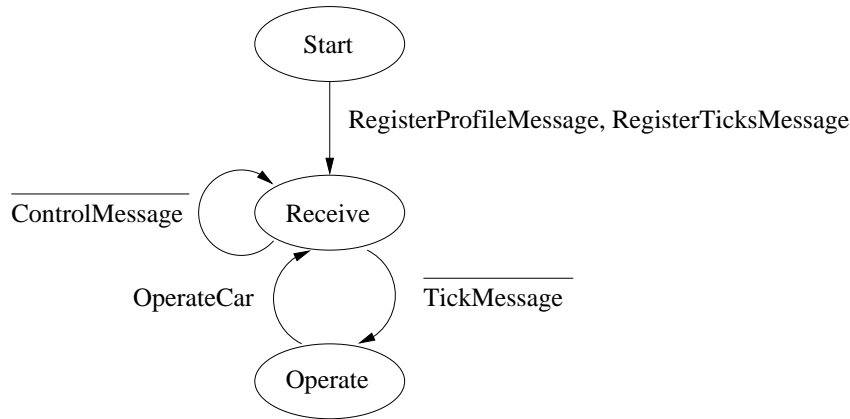 Start
RegisterProfileMessage, RegisterTicksMessage
ControlMessage
Receive
OperateCar
TickMessage
Operate